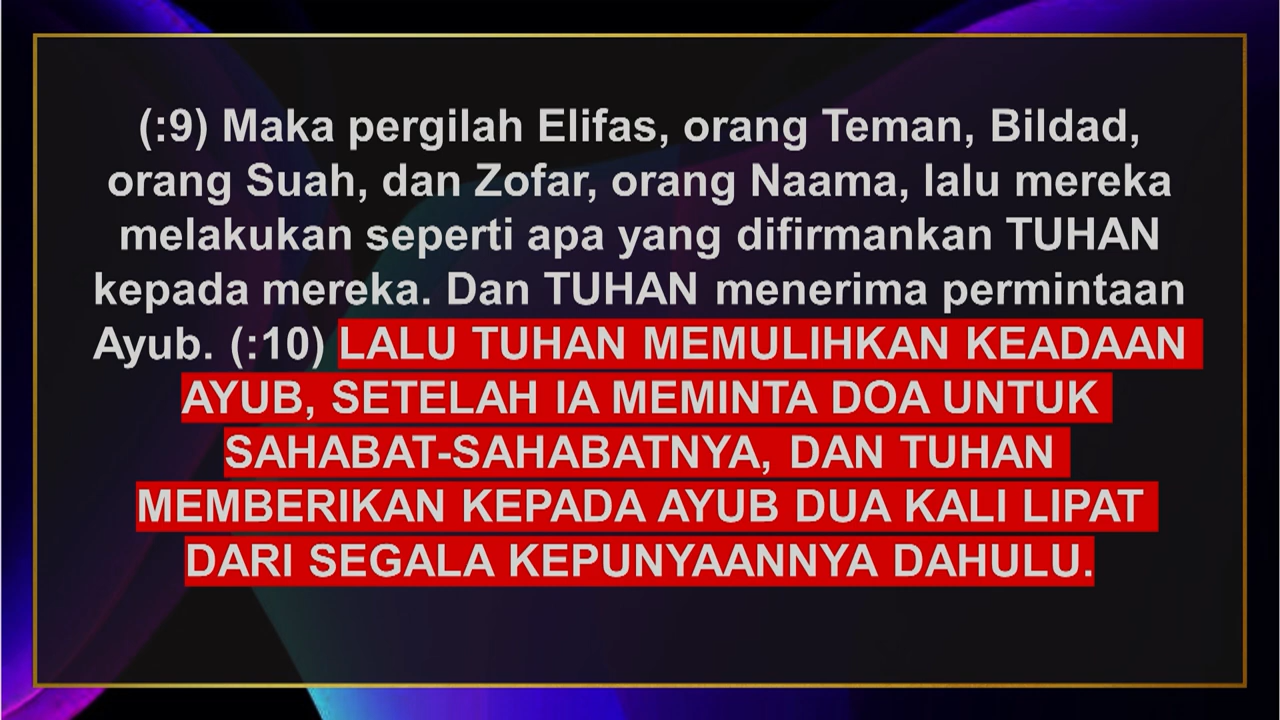 (:9) Maka pergilah Elifas, orang Teman, Bildad,
orang Suah, dan Zofar, orang Naama, lalu mereka
melakukan seperti apa yang difirmankan TUHAN
kepada mereka. Dan TUHAN menerima permintaan
Ayub. (:10) LALU TUHAN MEMULIHKAN KEADAAN
AYUB, SETELAH IA MEMINTA DOA UNTUK
SAHABAT-SAHABATNYA, DAN TUHAN
MEMBERIKAN KEPADA AYUB DUA KALI LIPAT
DARI SEGALA KEPUNYAANNYA DAHULU.